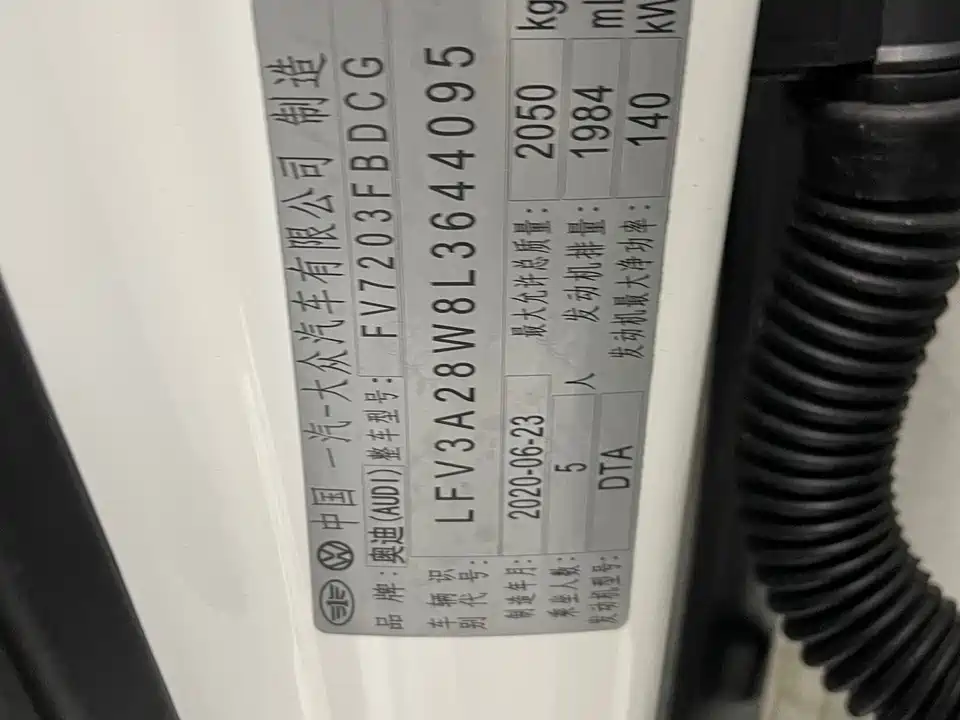 中国 一汽-大众汽车有限公司 制造
品牌: 奥迪(AUDI) 整车型号: FV7203FBDCG
车辆识别代号: LFV3A28W8L3644095
制造年月: 2020-06-23 最大允许总质量: 2050 kg
乘坐人数: 5 人 发动机排量: 1984 ml
发动机型号: DTA 发动机最大净功率: 140 kW